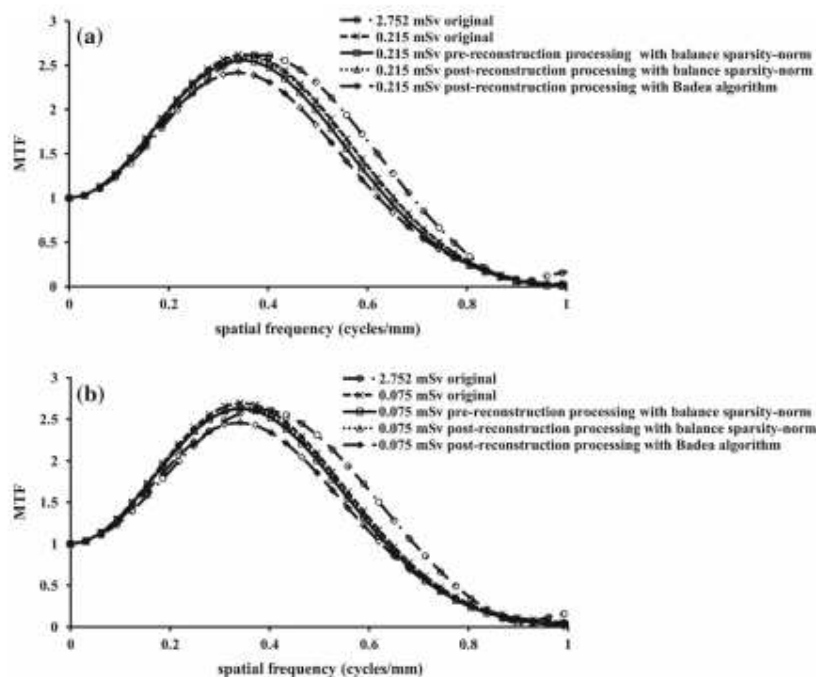 (a)
2.752 mSv original
0.215 mSv original
0.215 mSv pre-reconstruction processing with balance sparsity-norm
0.215 mSv post-reconstruction processing with balance sparsity-norm
0.215 mSv post-reconstruction processing with Badea algorithm
3
2.5
2
1.5
1
0.5
0
MTF
0 0.2 0.4 0.6 0.8 1
spatial frequency (cycles/mm)
(b)
2.752 mSv original
0.075 mSv original
0.075 mSv pre-reconstruction processing with balance sparsity-norm
0.075 mSv post-reconstruction processing with balance sparsity-norm
0.075 mSv post-reconstruction processing with Badea algorithm
3
2.5
2
1.5
1
0.5
0
MTF
0 0.2 0.4 0.6 0.8 1
spatial frequency (cycles/mm)